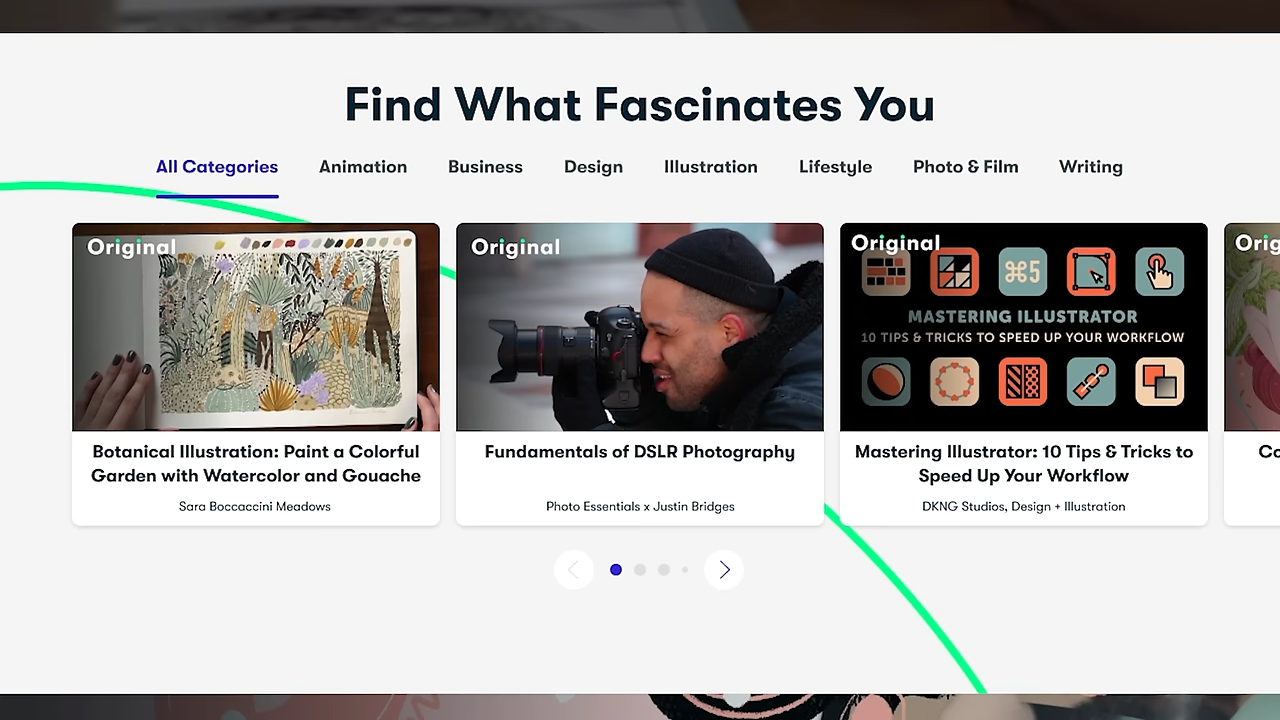 Find What Fascinates You
All Categories Animation Business Design Illustration Lifestyle Photo & Film Writing
Original
Original
Original
⌘5
MASTERING ILLUSTRATOR
10 TIPS & TRICKS TO SPEED UP YOUR WORKFLOW
Botanical Illustration: Paint a Colorful
Garden with Watercolor and Gouache
Sara Boccaccini Meadows
Fundamentals of DSLR Photography
Photo Essentials x Justin Bridges
Mastering Illustrator: 10 Tips & Tricks to
Speed Up Your Workflow
DKNG Studios, Design + Illustration